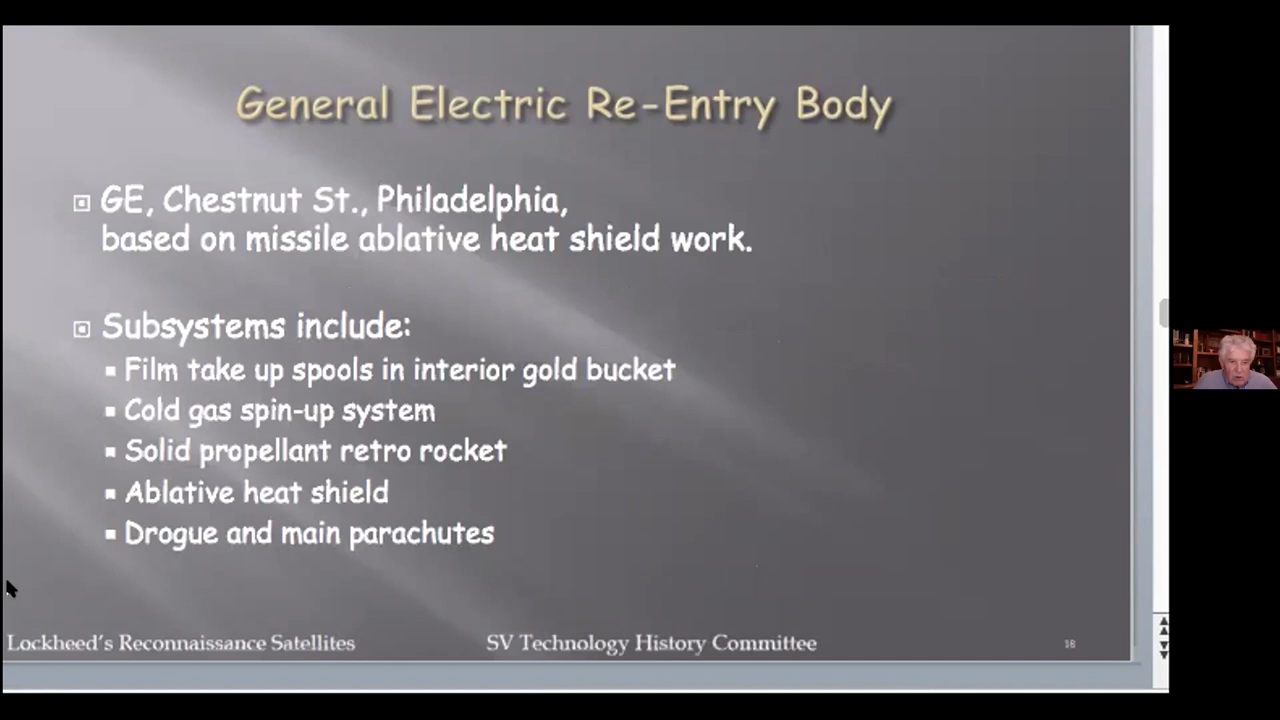 General Electric Re-Entry Body
GE, Chestnut St., Philadelphia,
based on missile ablative heat shield work.
Subsystems include:
Film take up spools in interior gold bucket
Cold gas spin-up system
Solid propellant retro rocket
Ablative heat shield
Drogue and main parachutes
Lockheed's Reconnaissance Satellites
SV Technology History Committee
18